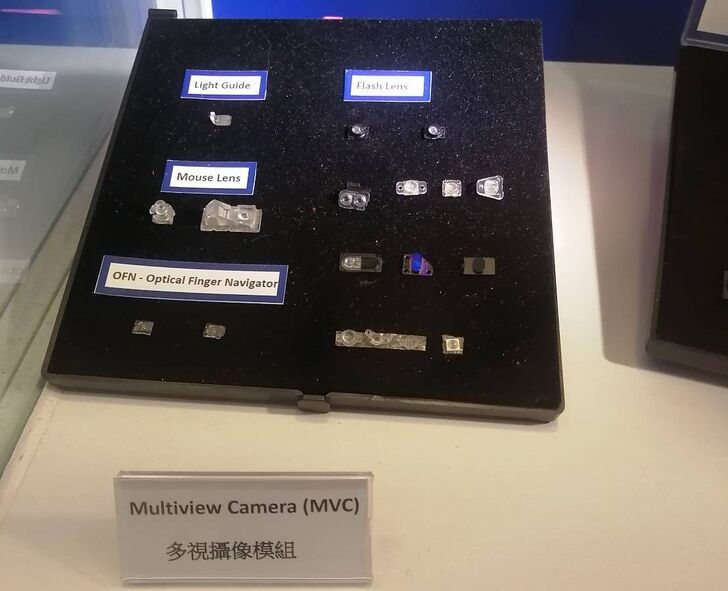 Light Guide
Flash Lens
Mouse Lens
OFN - Optical Finger Navigator
Multiview Camera (MVC)
多視攝像模組